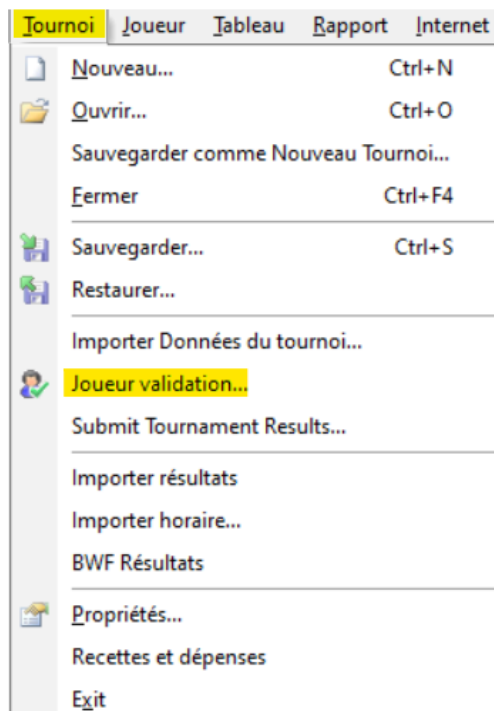 Tournoi Joueur Tableau Rapport Internet
Nouveau... Ctrl+N
Ouvrir... Ctrl+O
Sauvegarder comme Nouveau Tournoi...
Fermer Ctrl+F4
Sauvegarder... Ctrl+S
Restaurer...
Importer Données du tournoi...
Joueur validation...
Submit Tournament Results...
Importer résultats
Importer horaire...
BWF Résultats
Propriétés...
Recettes et dépenses
Exit